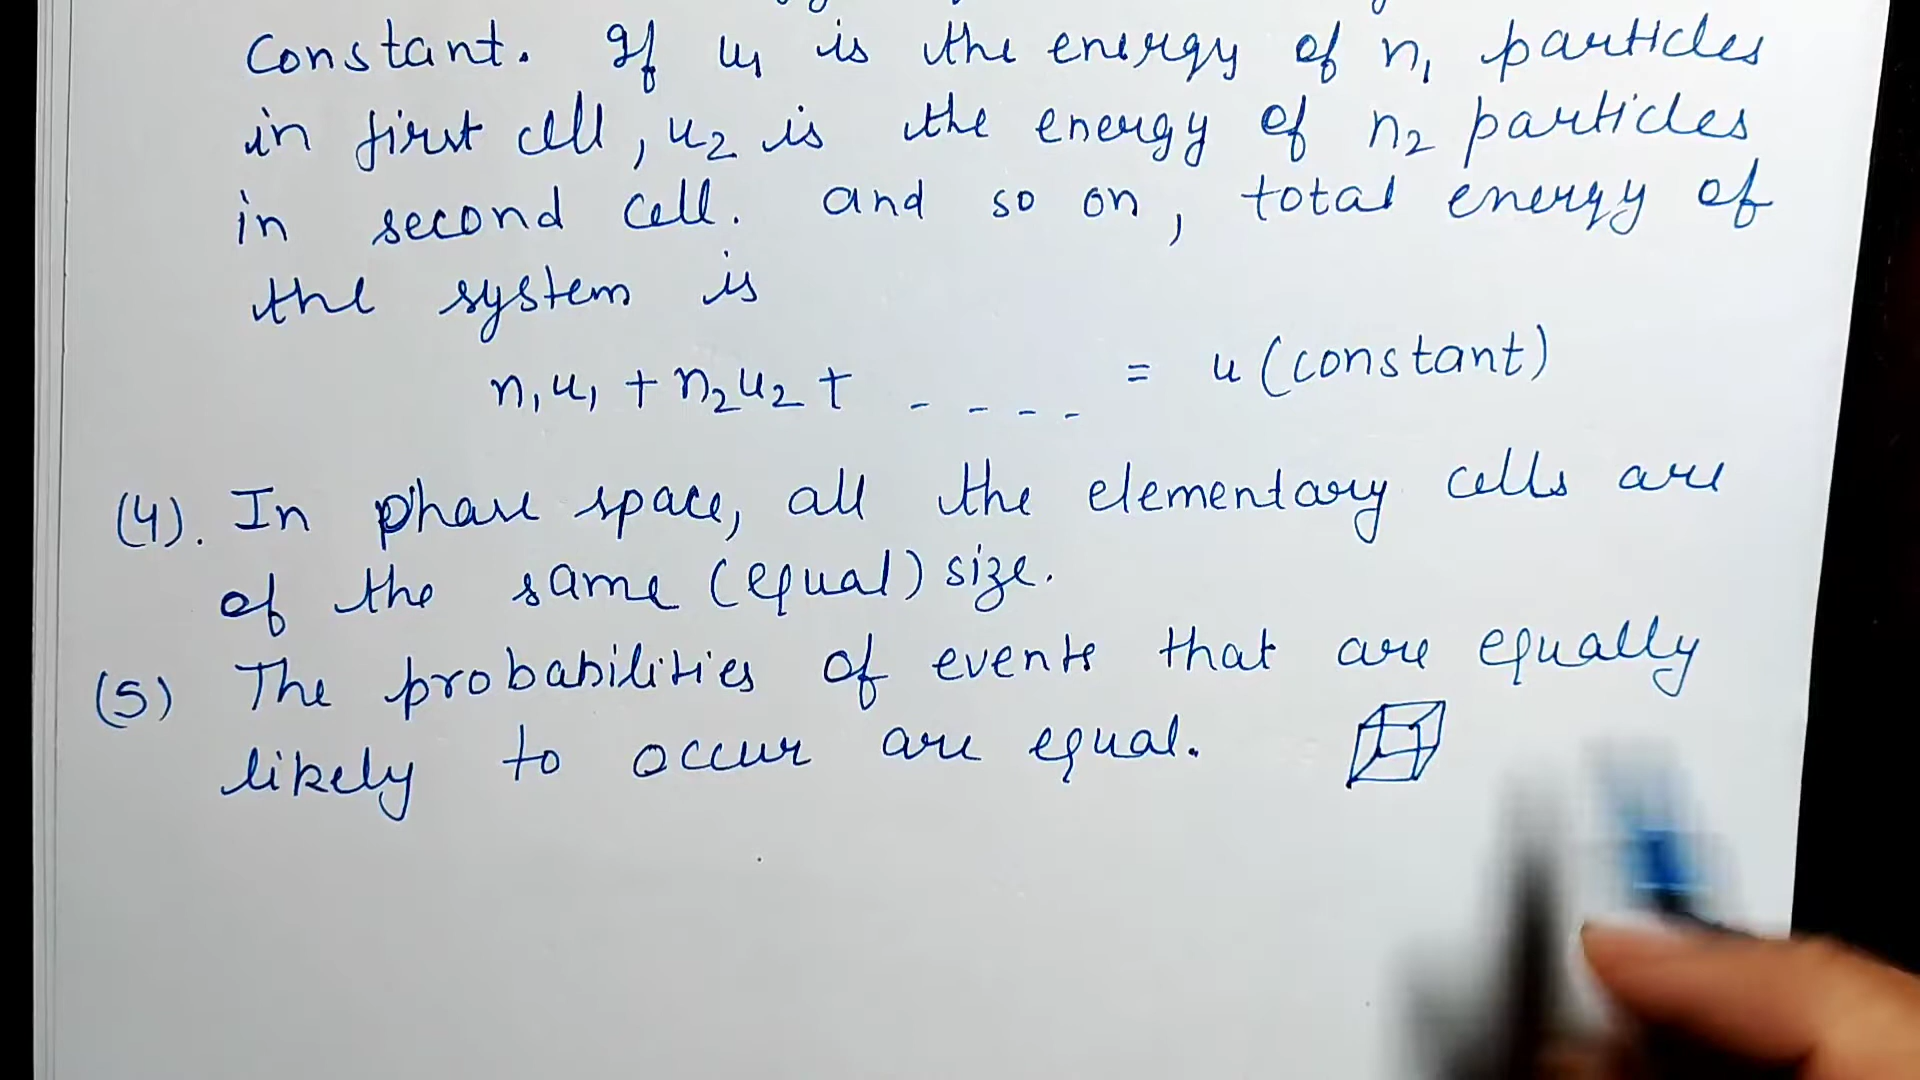 Constant. If u1 is the energy of n1 particles
in first cell, u2 is the energy of n2 particles
in second cell. and so on, total energy of
the system is
n1u1 + n2u2 + - - - - = u (constant)
(4). In phase space, all the elementary cells are
of the same (equal) size.
(5) The probabilities of events that are equally
likely to occur are equal.